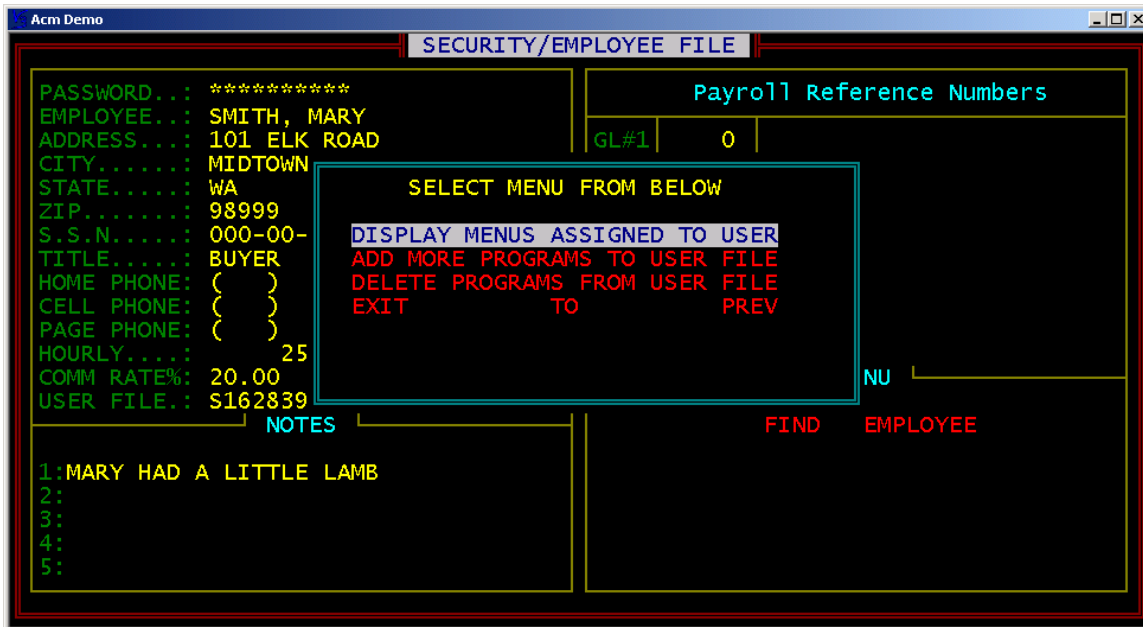 Acm Demo
SECURITY/EMPLOYEE FILE
PASSWORD..: **********
EMPLOYEE..: SMITH, MARY
ADDRESS...: 101 ELK ROAD
CITY......: MIDTOWN
STATE.....: WA
ZIP.......: 98999
S.S.N.....: 000-00-
TITLE.....: BUYER
HOME PHONE: (   )
CELL PHONE: (   )
PAGE PHONE: (   )
HOURLY....: 25
COMM RATE%: 20.00
USER FILE.: S162839
NOTES
1:MARY HAD A LITTLE LAMB
2:
3:
4:
5:
Payroll Reference Numbers
GL#1 0
SELECT MENU FROM BELOW
DISPLAY MENUS ASSIGNED TO USER
ADD MORE PROGRAMS TO USER FILE
DELETE PROGRAMS FROM USER FILE
EXIT TO PREV
NU
FIND EMPLOYEE